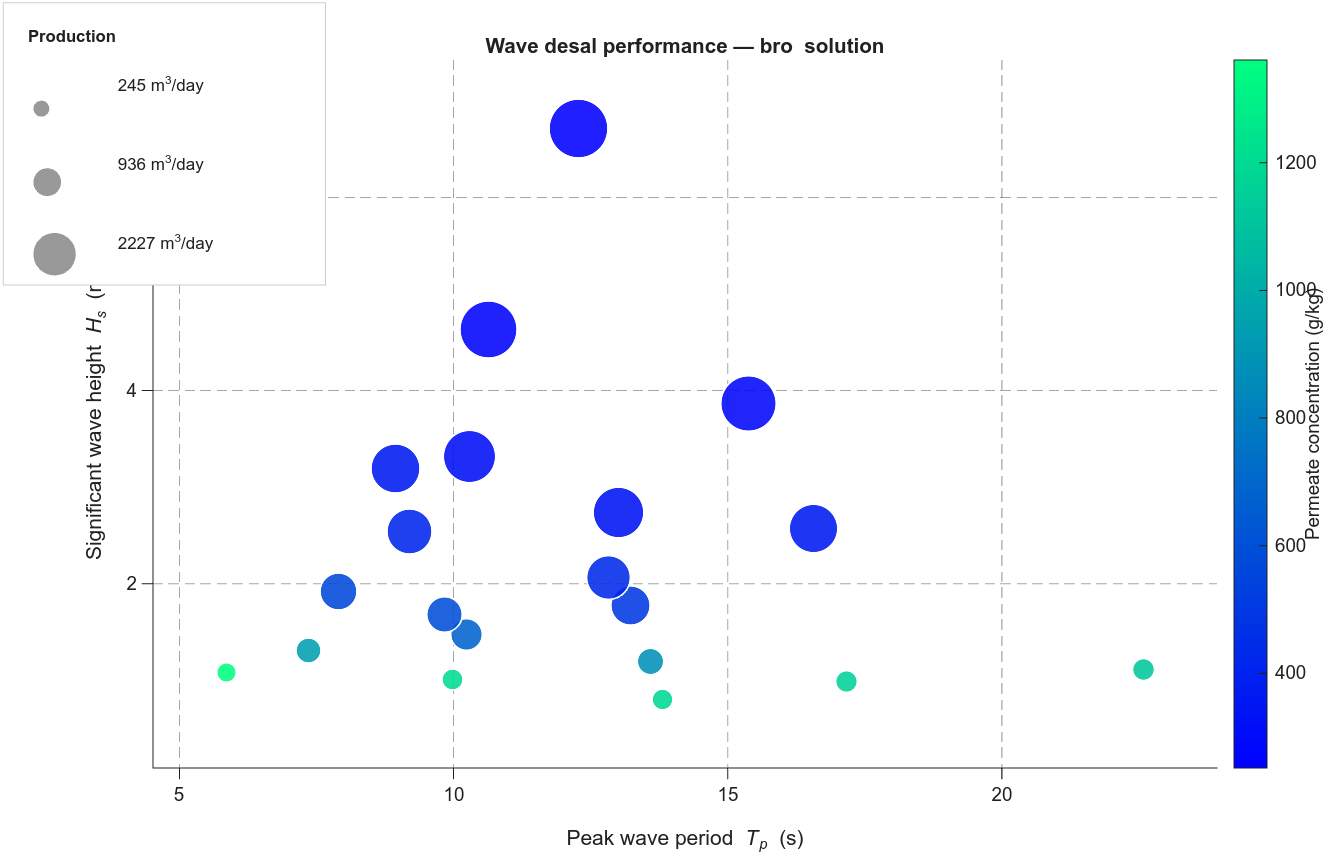 Production
245 m³/day
936 m³/day
2227 m³/day
Wave desal performance — bro  solution
Significant wave height  Hₛ  (
4
2
5
10
15
20
Peak wave period  Tₚ  (s)
1200
1000
800
600
400
Permeate concentration (g/kg)